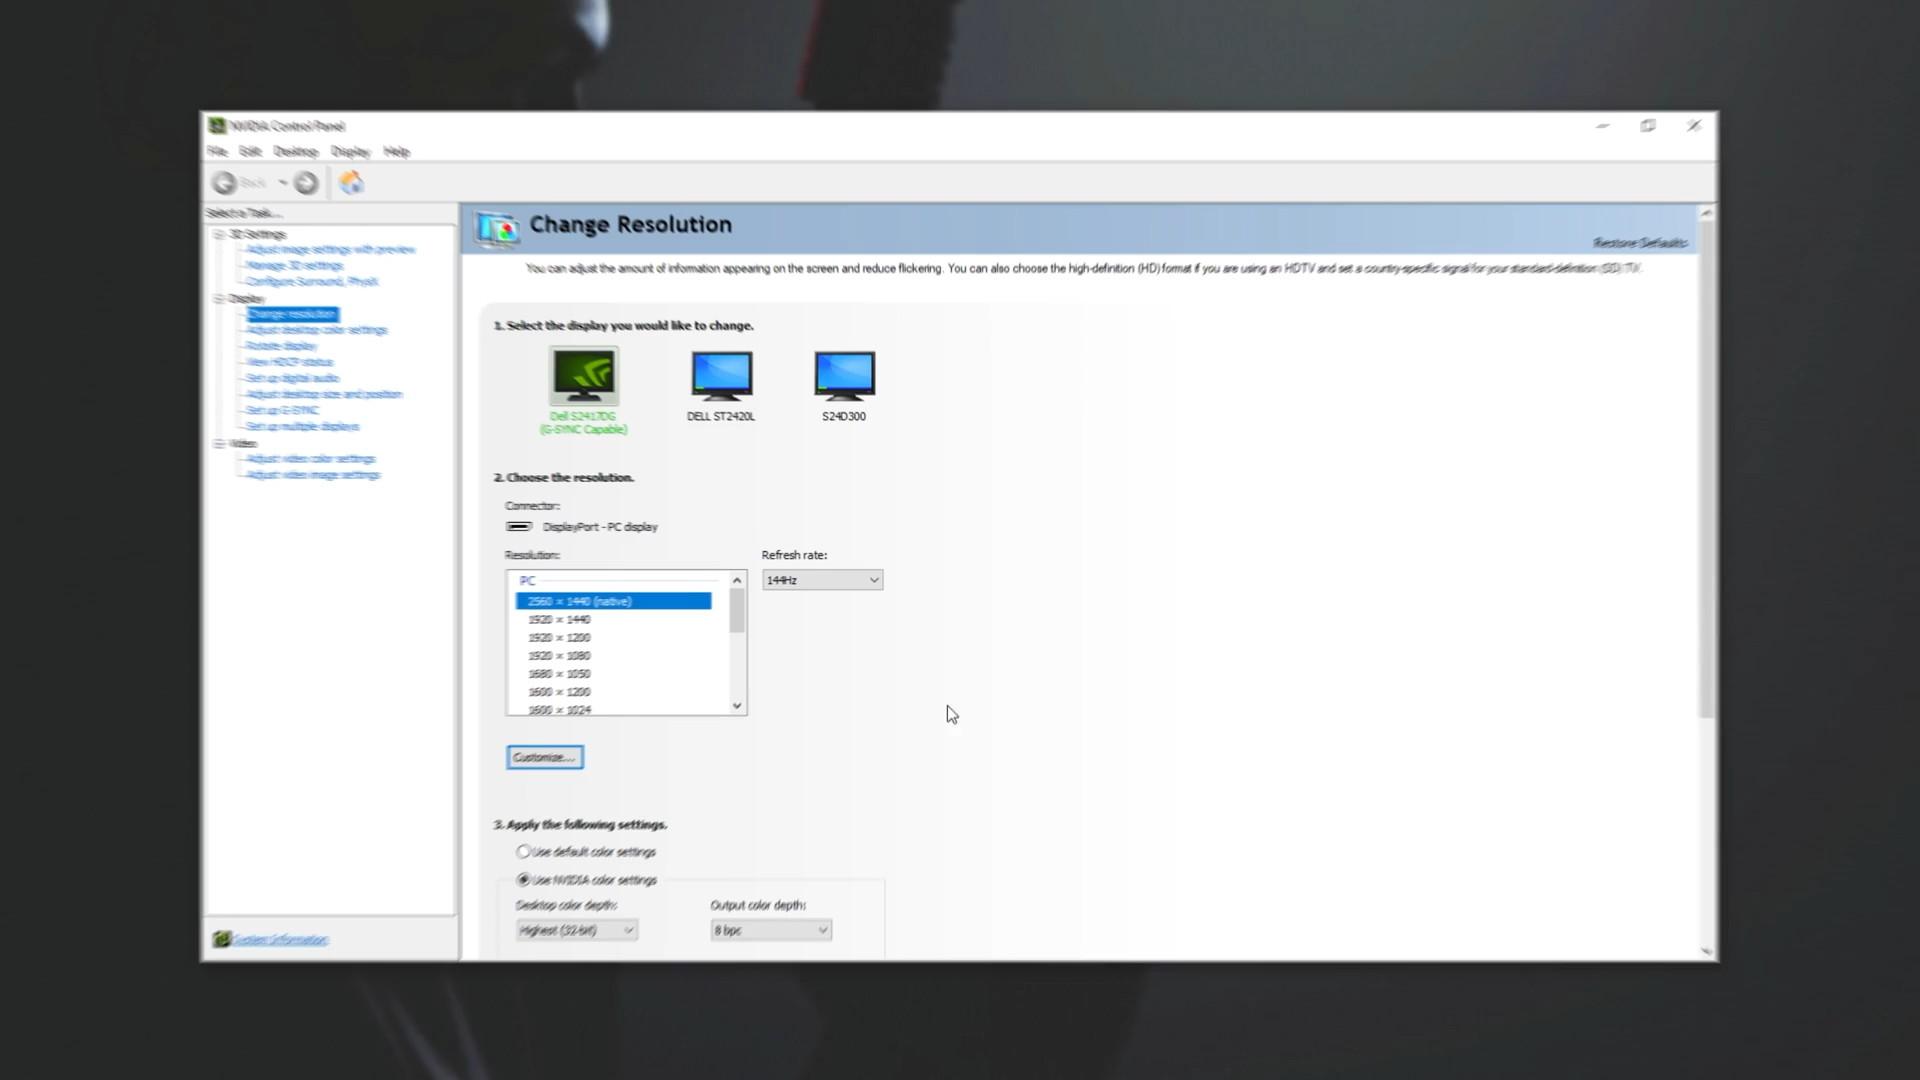 NVIDIA Control Panel
File Edit Desktop Display Help
Back
Select a Task...
3D Settings
Adjust image settings with preview
Manage 3D settings
Configure Surround, PhysX
Display
Change resolution
Adjust desktop color settings
Rotate display
View HDCP status
Set up digital audio
Adjust desktop size and position
Set up G-SYNC
Set up multiple displays
Video
Adjust video color settings
Adjust video image settings
System Information
Change Resolution
Restore Defaults
You can adjust the amount of information appearing on the screen and reduce flickering. You can also choose the high-definition (HD) format if you are using an HDTV and set a country-specific signal for your standard-definition (SD) TV.
1. Select the display you would like to change.
Dell S2417DG
(G-SYNC Capable)
DELL ST2420L
S24D300
2. Choose the resolution.
Connector:
DisplayPort - PC display
Resolution:
Refresh rate:
PC
144Hz
2560 × 1440 (native)
1920 × 1440
1920 × 1200
1920 × 1080
1680 × 1050
1600 × 1200
1600 × 1024
Customize...
3. Apply the following settings.
Use default color settings
Use NVIDIA color settings
Desktop color depth:
Output color depth:
Highest (32-bit)
8 bpc